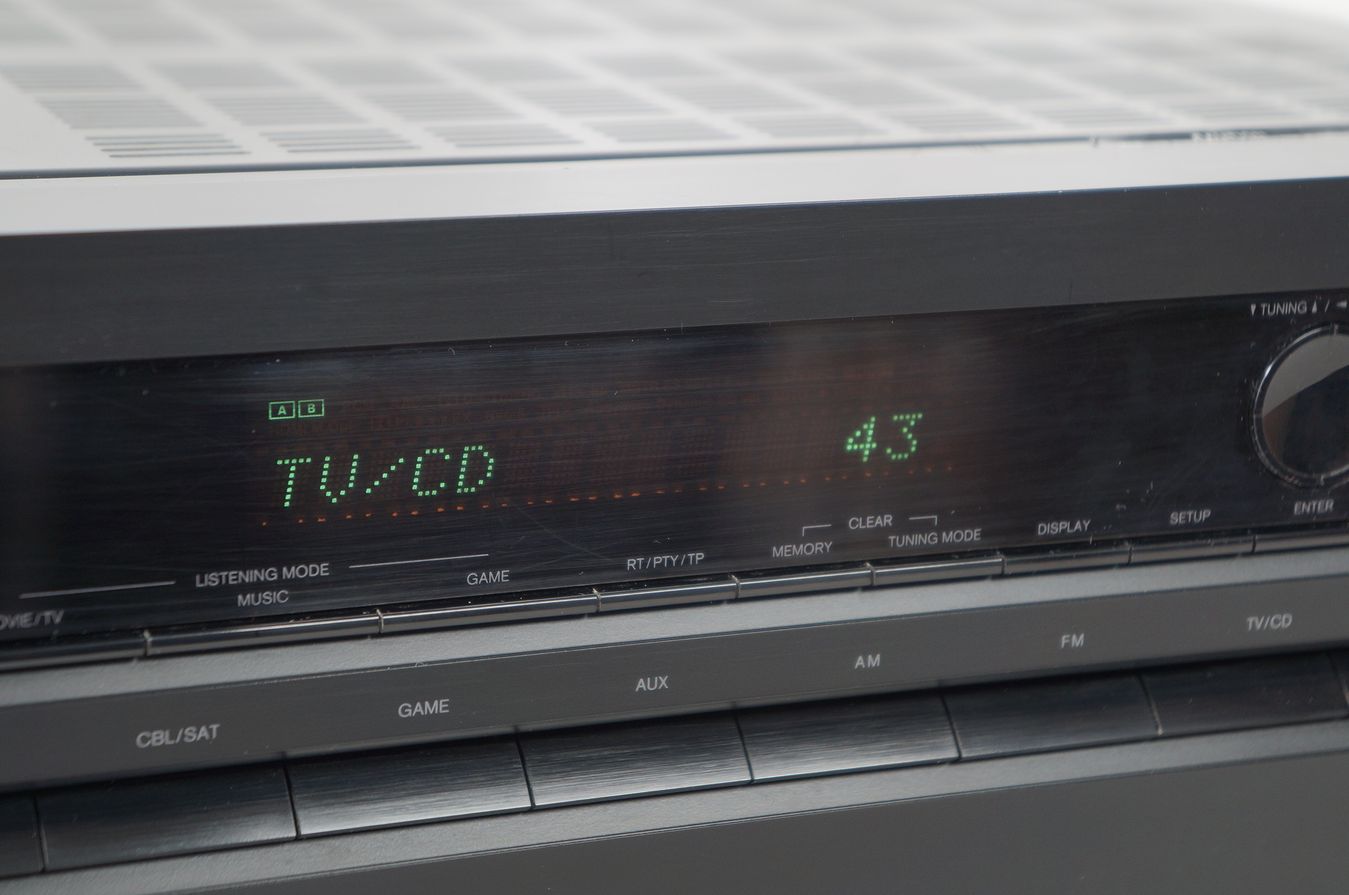 ▼ TUNING ▲ / ◄
A B
TV/CD 43
CLEAR
MEMORY TUNING MODE DISPLAY SETUP ENTER
LISTENING MODE
MUSIC GAME RT/PTY/TP
OVIE/TV
CBL/SAT GAME AUX AM FM TV/CD